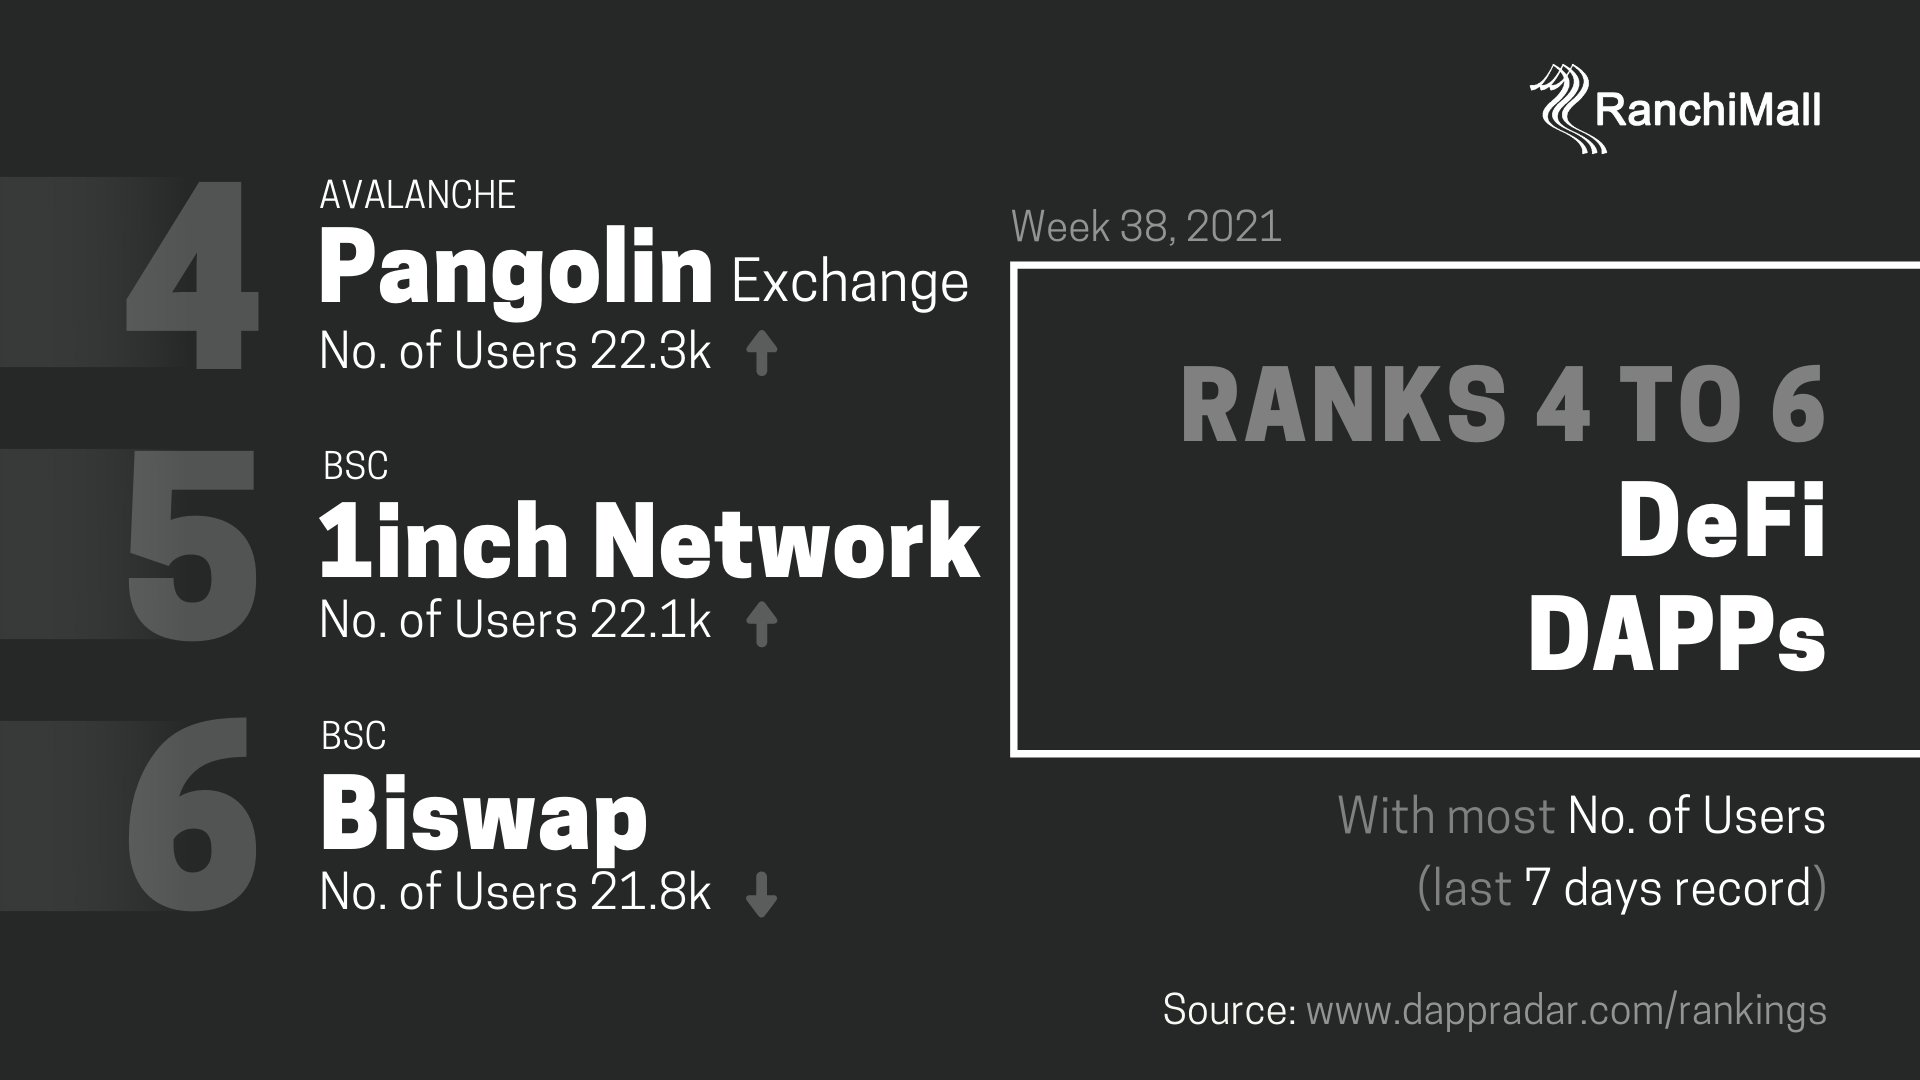 RanchiMall
4
AVALANCHE
Pangolin Exchange
No. of Users 22.3k
5
BSC
1inch Network
No. of Users 22.1k
6
BSC
Biswap
No. of Users 21.8k
Week 38, 2021
RANKS 4 TO 6
DeFi
DAPPs
With most No. of Users
(last 7 days record)
Source: www.dappradar.com/rankings